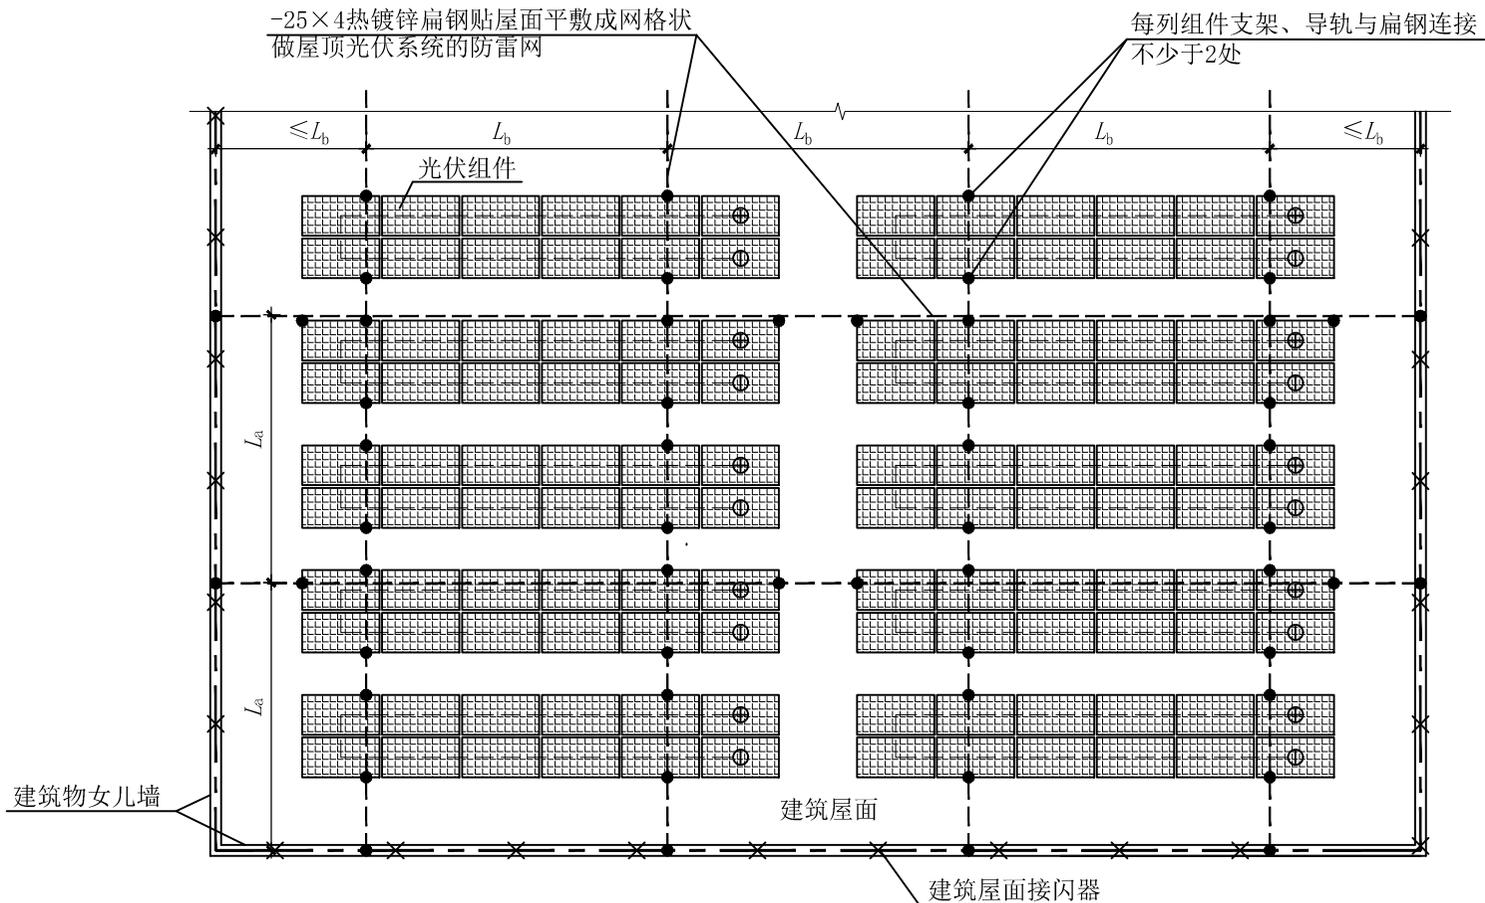 -25×4热镀锌扁钢贴屋面平敷成网格状
做屋顶光伏系统的防雷网
每列组件支架、导轨与扁钢连接
不少于2处
≤Lb
Lb
Lb
Lb
≤Lb
光伏组件
La
La
建筑物女儿墙
建筑屋面
建筑屋面接闪器